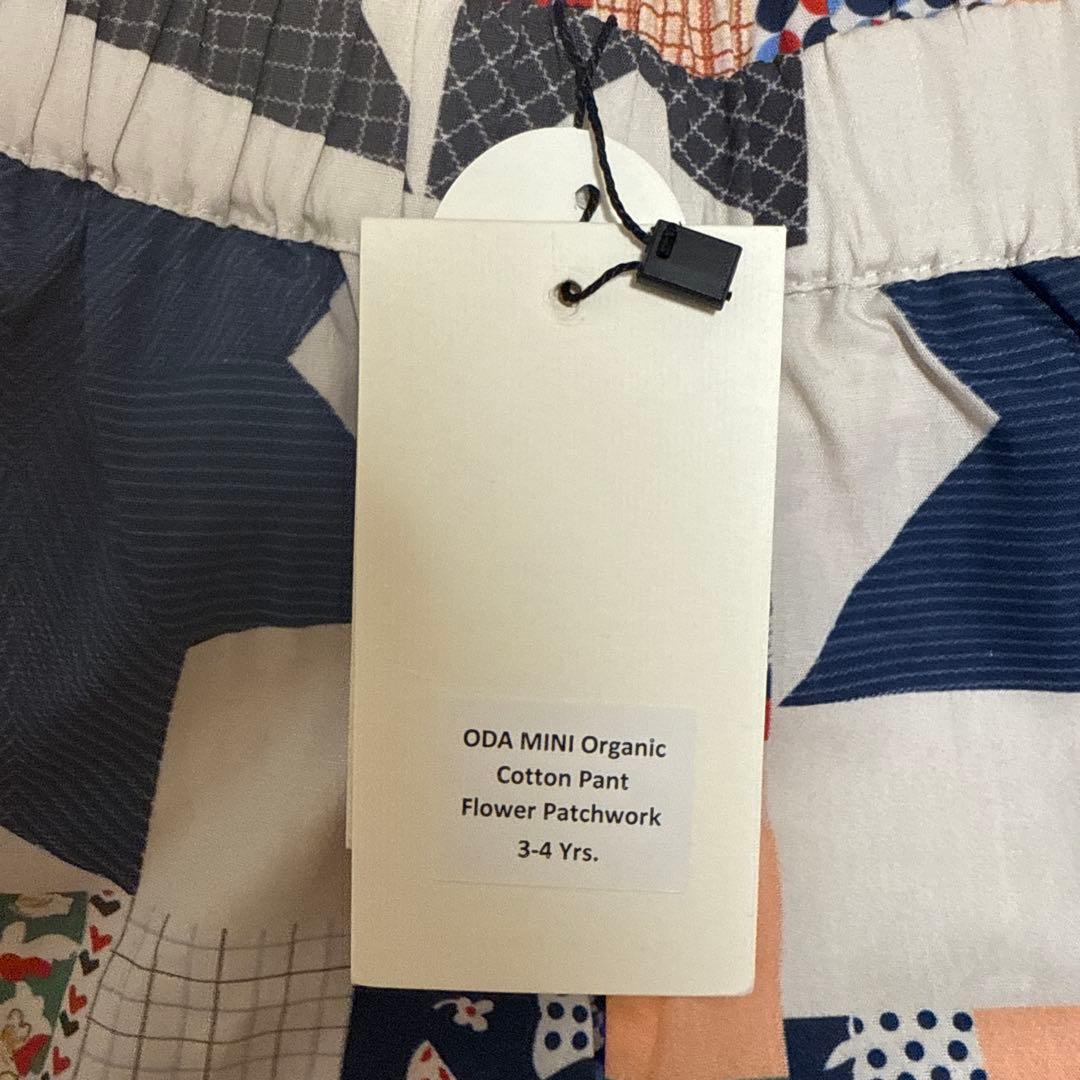 ODA MINI Organic
Cotton Pant
Flower Patchwork
3-4 Yrs.